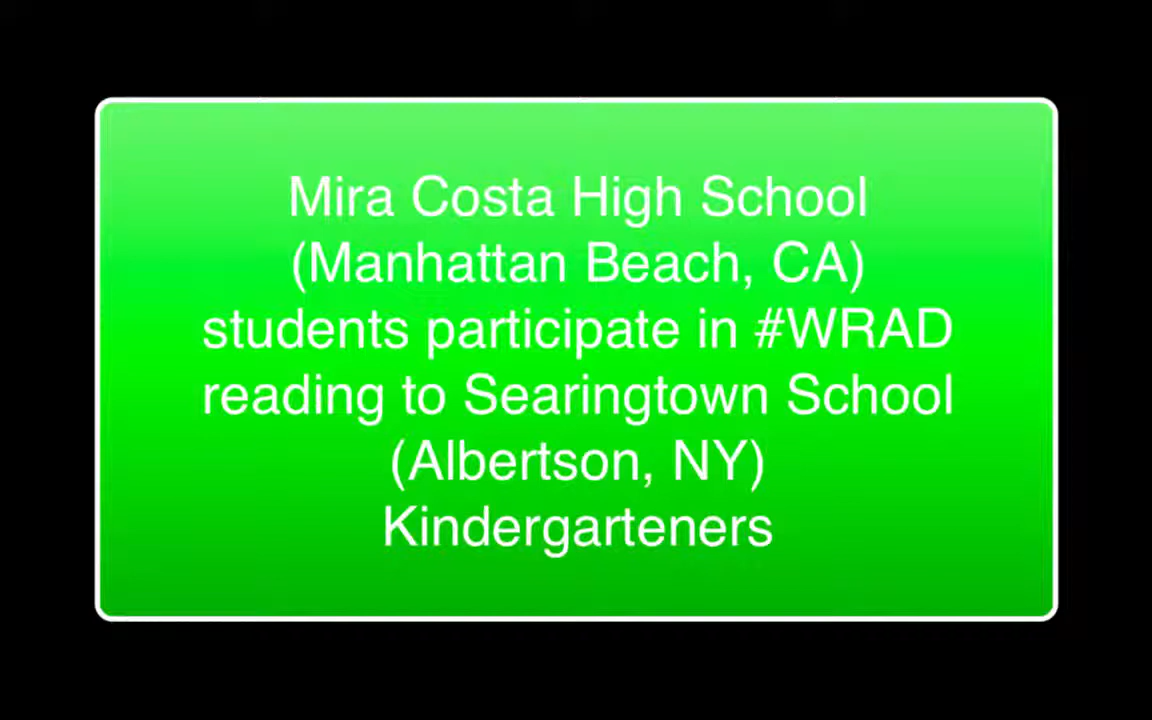 Mira Costa High School
(Manhattan Beach, CA)
students participate in #WRAD
reading to Searingtown School
(Albertson, NY)
Kindergarteners